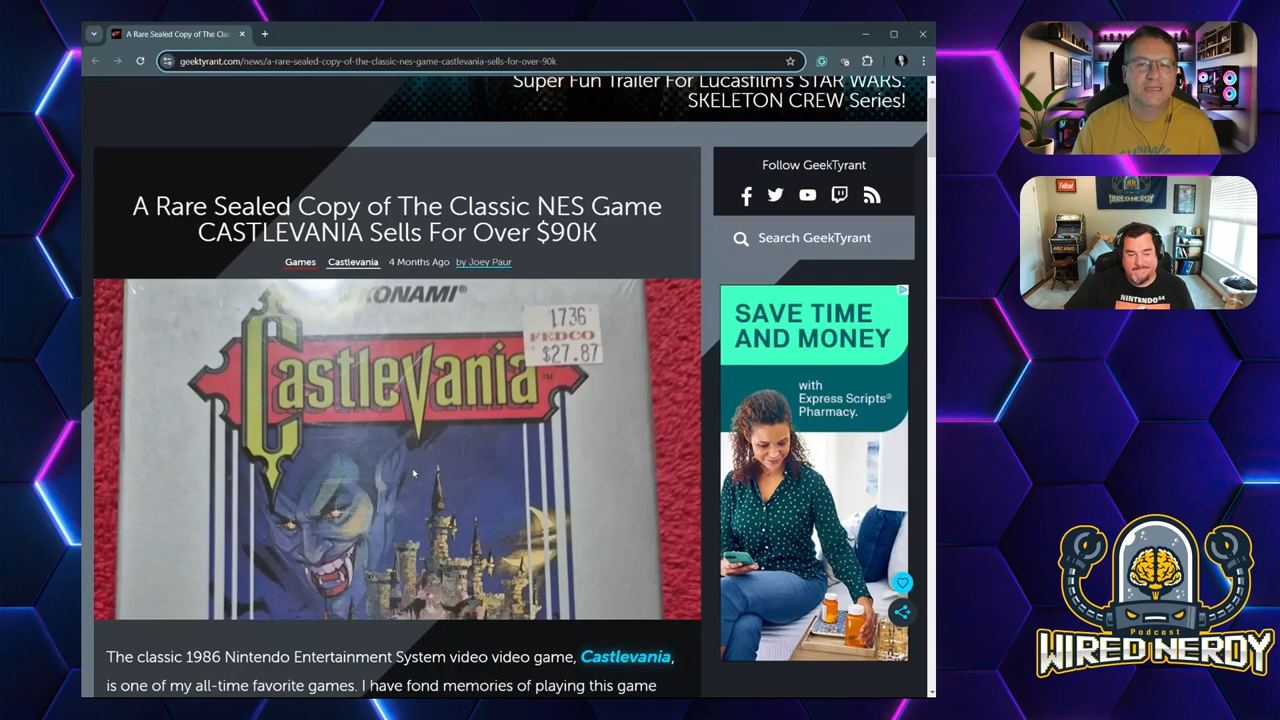 A Rare Sealed Copy of The Clas
geektyrant.com/news/a-rare-sealed-copy-of-the-classic-nes-game-castlevania-sells-for-over-90k
Super Fun Trailer For Lucasfilm's STAR WARS:
SKELETON CREW Series!
A Rare Sealed Copy of The Classic NES Game
CASTLEVANIA Sells For Over $90K
Games Castlevania 4 Months Ago by Joey Paur
KONAMI®
1736
FEDCO
$27.87
Castlevania™
The classic 1986 Nintendo Entertainment System video video game, Castlevania,
is one of my all-time favorite games. I have fond memories of playing this game
Follow GeekTyrant
Search GeekTyrant
SAVE TIME
AND MONEY
with
Express Scripts®
Pharmacy.
WIRED NERDY
NINTENDO 64
Podcast
WIRED NERDY